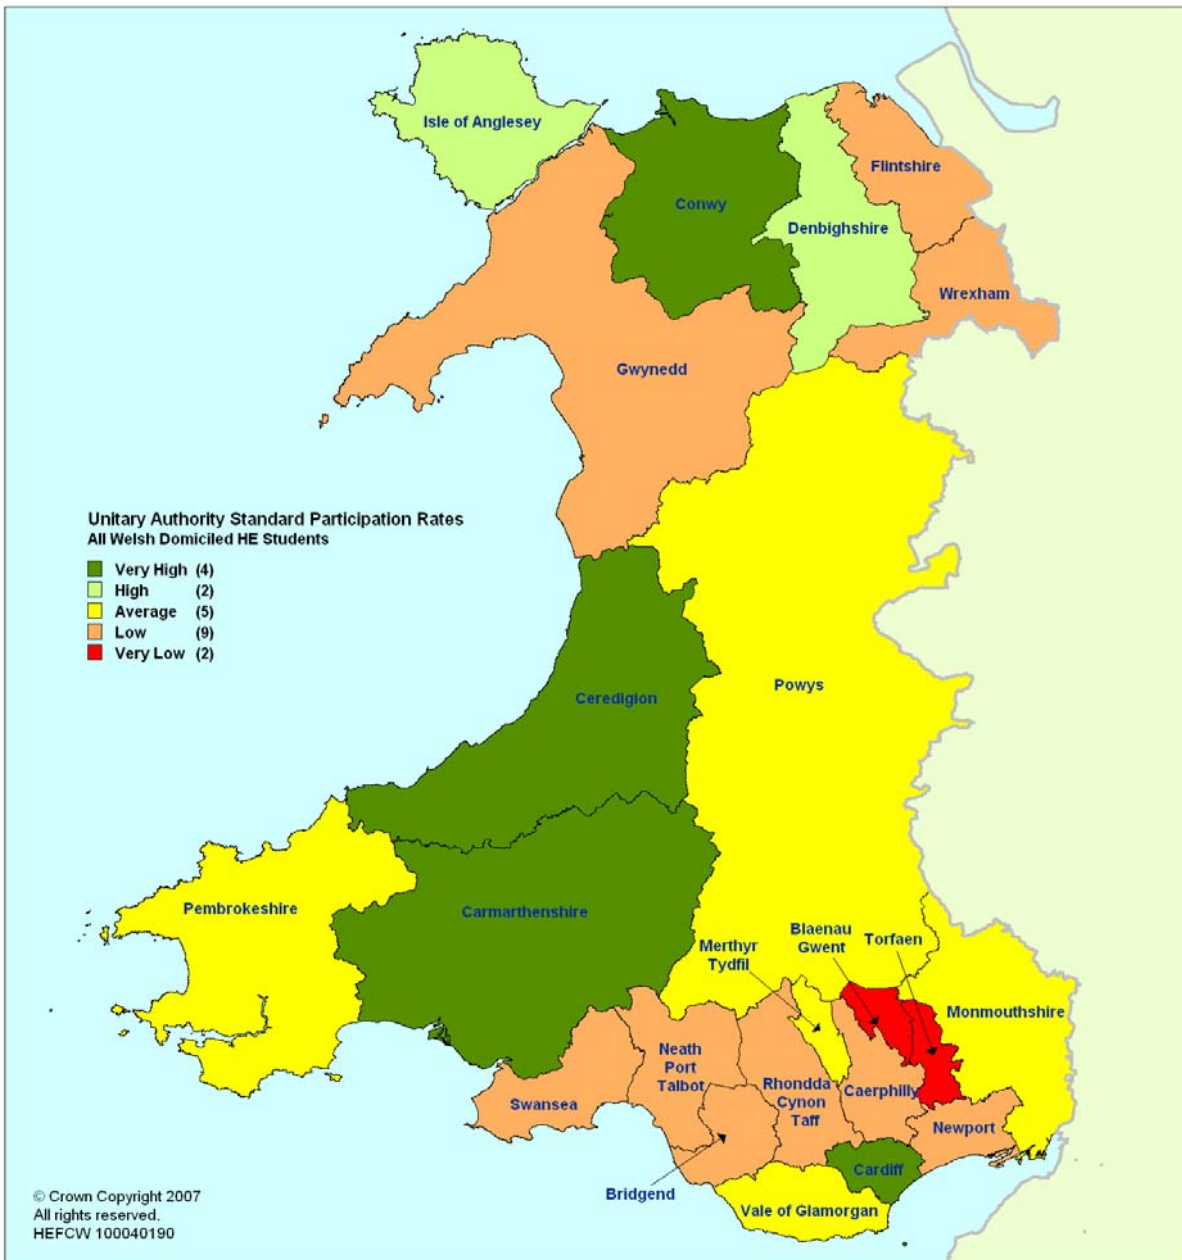 Isle of Anglesey
Flintshire
Conwy
Denbighshire
Wrexham
Gwynedd
Unitary Authority Standard Participation Rates
All Welsh Domiciled HE Students
Very High (4)
High (2)
Average (5)
Low (9)
Very Low (2)
Powys
Ceredigion
Pembrokeshire
Carmarthenshire
Merthyr
Tydfil
Blaenau
Gwent
Torfaen
Monmouthshire
Neath
Port
Talbot
Rhondda
Cynon
Taff
Caerphilly
Swansea
Newport
Cardiff
Bridgend
Vale of Glamorgan
© Crown Copyright 2007
All rights reserved.
HEFCW 100040190